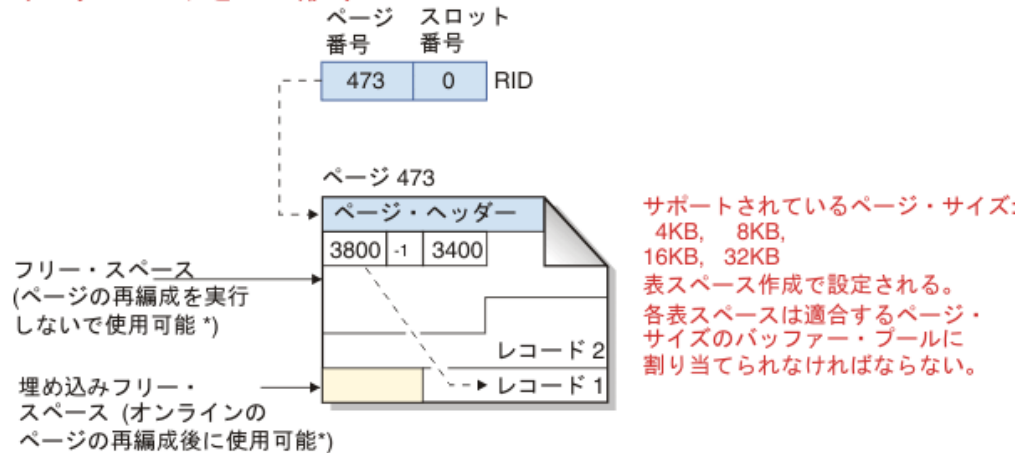 ページ 番号
スロット 番号
473 0 RID
ページ 473
ページ・ヘッダー
3800 -1 3400
フリー・スペース
(ページの再編成を実行
しないで使用可能 *)
レコード 2
レコード 1
埋め込みフリー・
スペース (オンラインの
ページの再編成後に使用可能*)
サポートされているページ・サイズ:
4KB, 8KB,
16KB, 32KB
表スペース作成で設定される。
各表スペースは適合するページ・
サイズのバッファー・プールに
割り当てられなければならない。